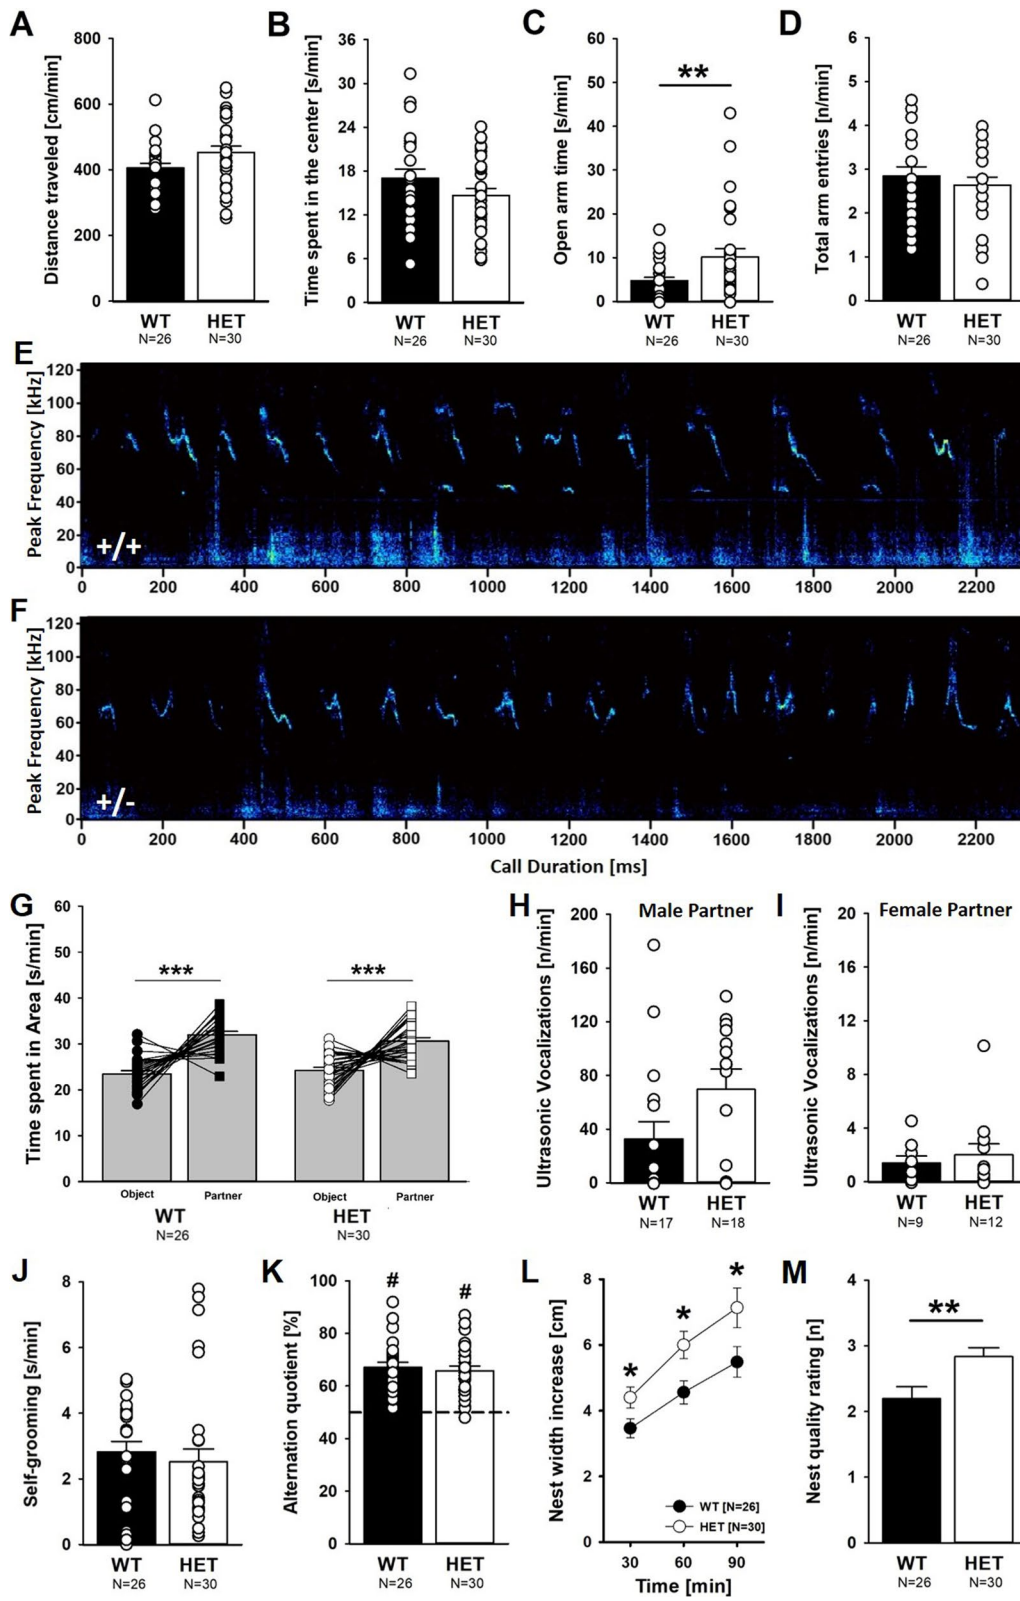 A
B
C
D
Distance traveled [cm/min]
800
600
400
200
0
WT
HET
N=26
N=30
Time spent in the center [s/min]
36
30
24
18
12
6
0
WT
HET
N=26
N=30
Open arm time [s/min]
60
50
40
30
20
10
0
**
WT
HET
N=26
N=30
Total arm entries [n/min]
6
5
4
3
2
1
0
WT
HET
N=26
N=30
E
Peak Frequency [kHz]
120
100
80
60
40
20
0
+/+
0 200 400 600 800 1000 1200 1400 1600 1800 2000 2200
F
Peak Frequency [kHz]
120
100
80
60
40
20
0
+/-
0 200 400 600 800 1000 1200 1400 1600 1800 2000 2200
Call Duration [ms]
G
Time spent in Area [s/min]
60
50
40
30
20
10
0
*** ***
Object Partner Object Partner
WT HET
N=26 N=30
H
Male Partner
Ultrasonic Vocalizations [n/min]
200
160
120
80
40
0
WT HET
N=17 N=18
I
Female Partner
Ultrasonic Vocalizations [n/min]
20
16
12
8
4
0
WT HET
N=9 N=12
J
Self-grooming [s/min]
8
6
4
2
0
WT HET
N=26 N=30
K
Alternation quotient [%]
100
80
60
40
20
0
# #
WT HET
N=26 N=30
L
Nest width increase [cm]
8
6
4
2
0
* * *
WT [N=26]
HET [N=30]
30 60 90
Time [min]
M
Nest quality rating [n]
4
3
2
1
0
**
WT HET
N=26 N=30